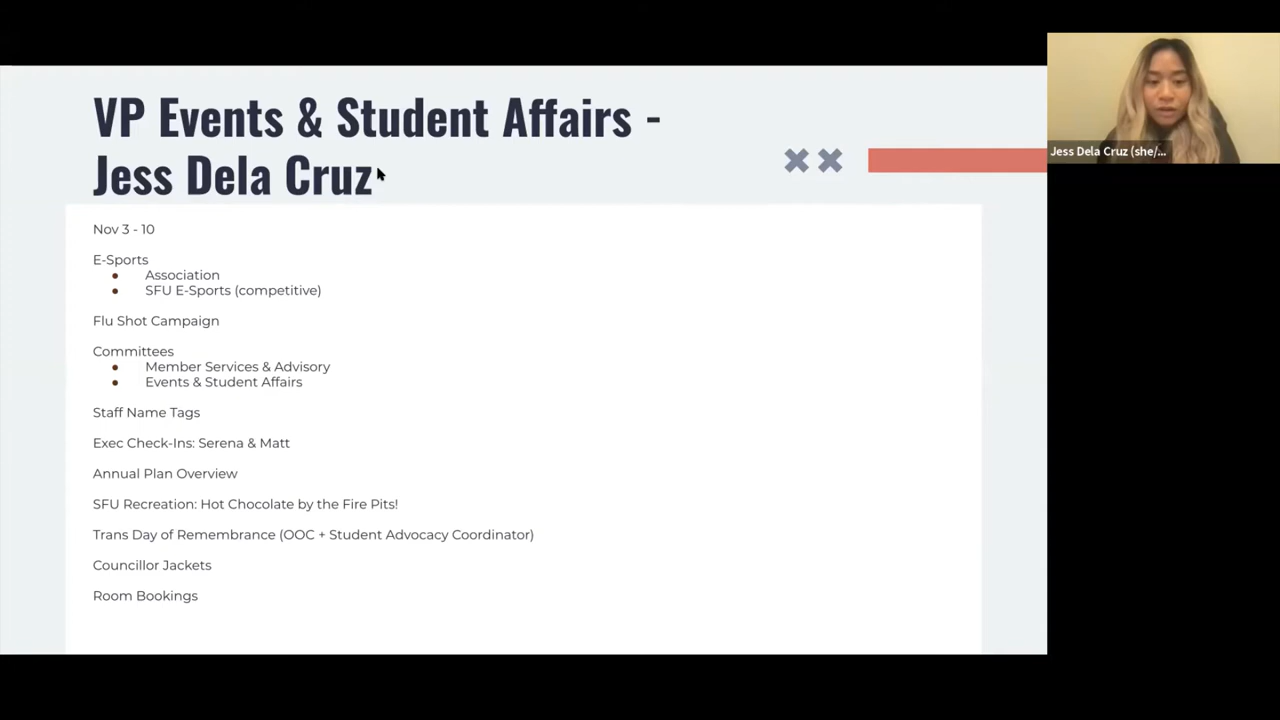 VP Events & Student Affairs -
Jess Dela Cruz
Nov 3 - 10
E-Sports
● Association
● SFU E-Sports (competitive)
Flu Shot Campaign
Committees
● Member Services & Advisory
● Events & Student Affairs
Staff Name Tags
Exec Check-Ins: Serena & Matt
Annual Plan Overview
SFU Recreation: Hot Chocolate by the Fire Pits!
Trans Day of Remembrance (OOC + Student Advocacy Coordinator)
Councillor Jackets
Room Bookings
Jess Dela Cruz (she/...